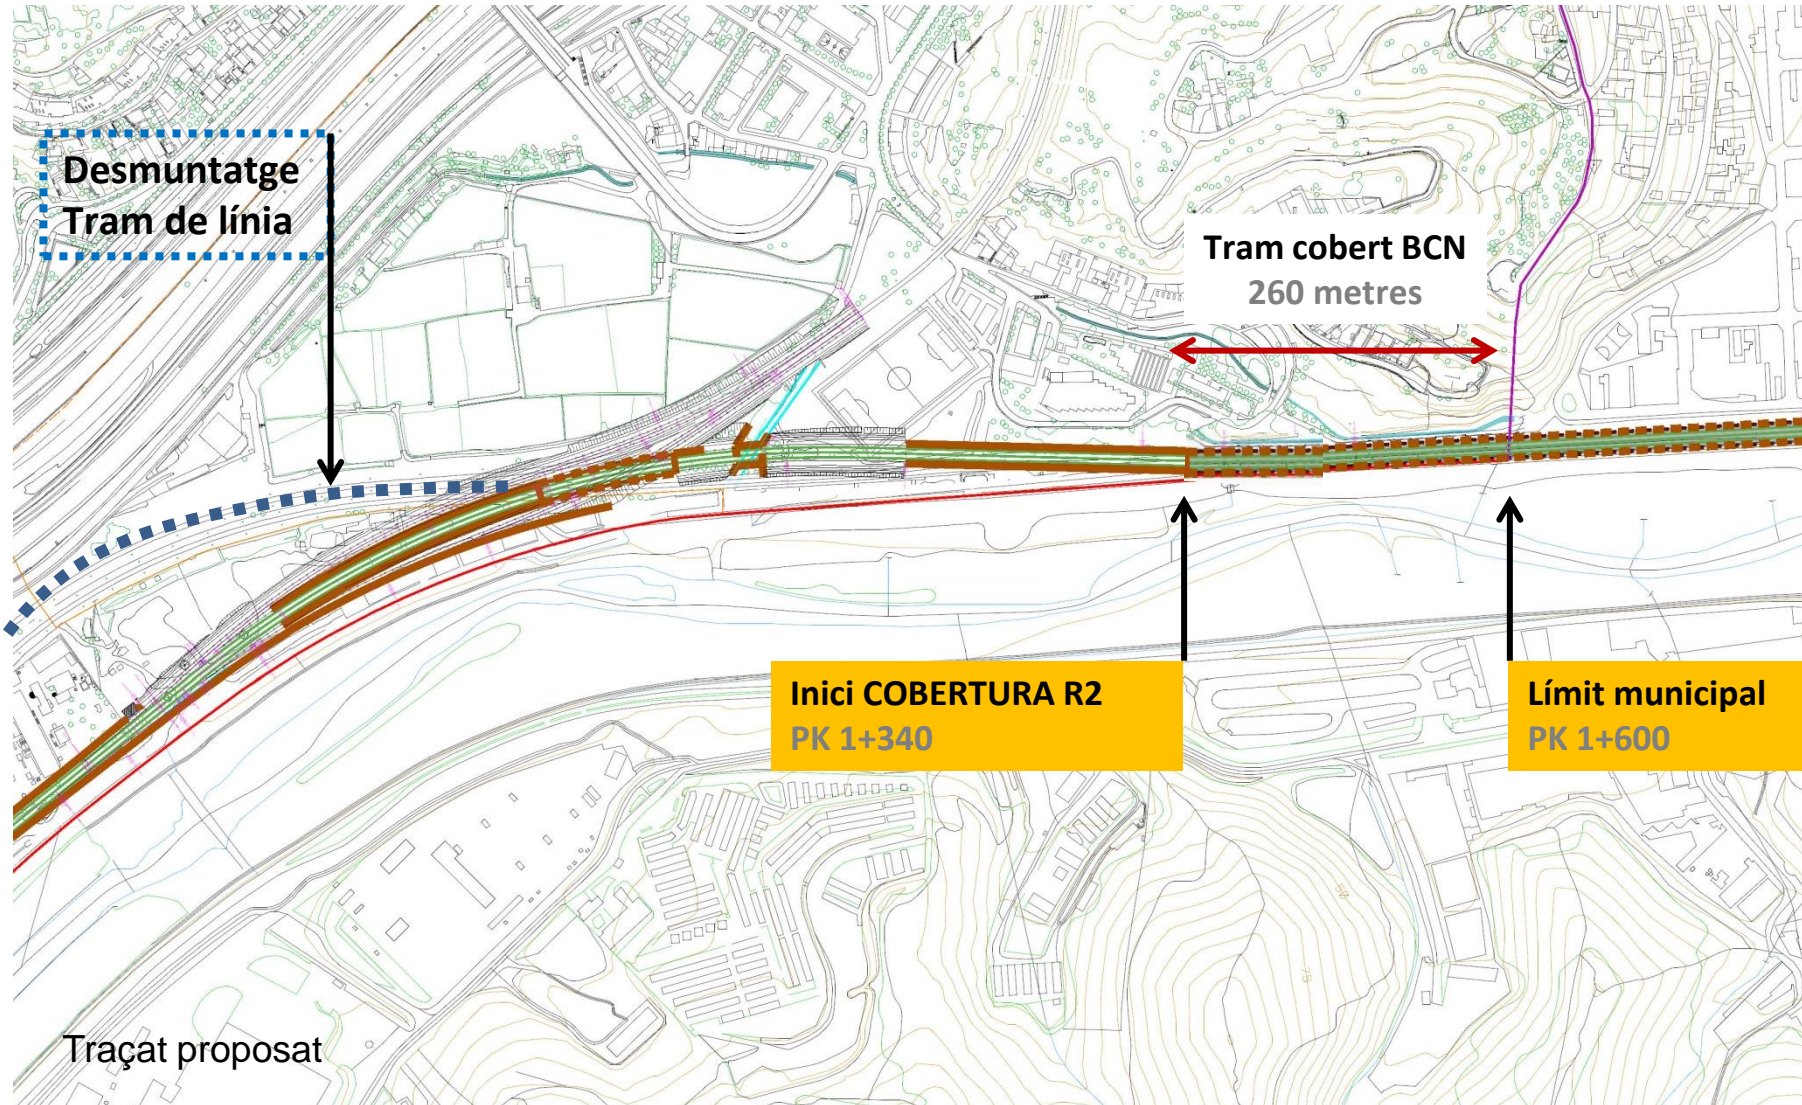 Desmuntatge
Tram de línia
Tram cobert BCN
260 metres
Inici COBERTURA R2
PK 1+340
Límit municipal
PK 1+600
75
Traçat proposat